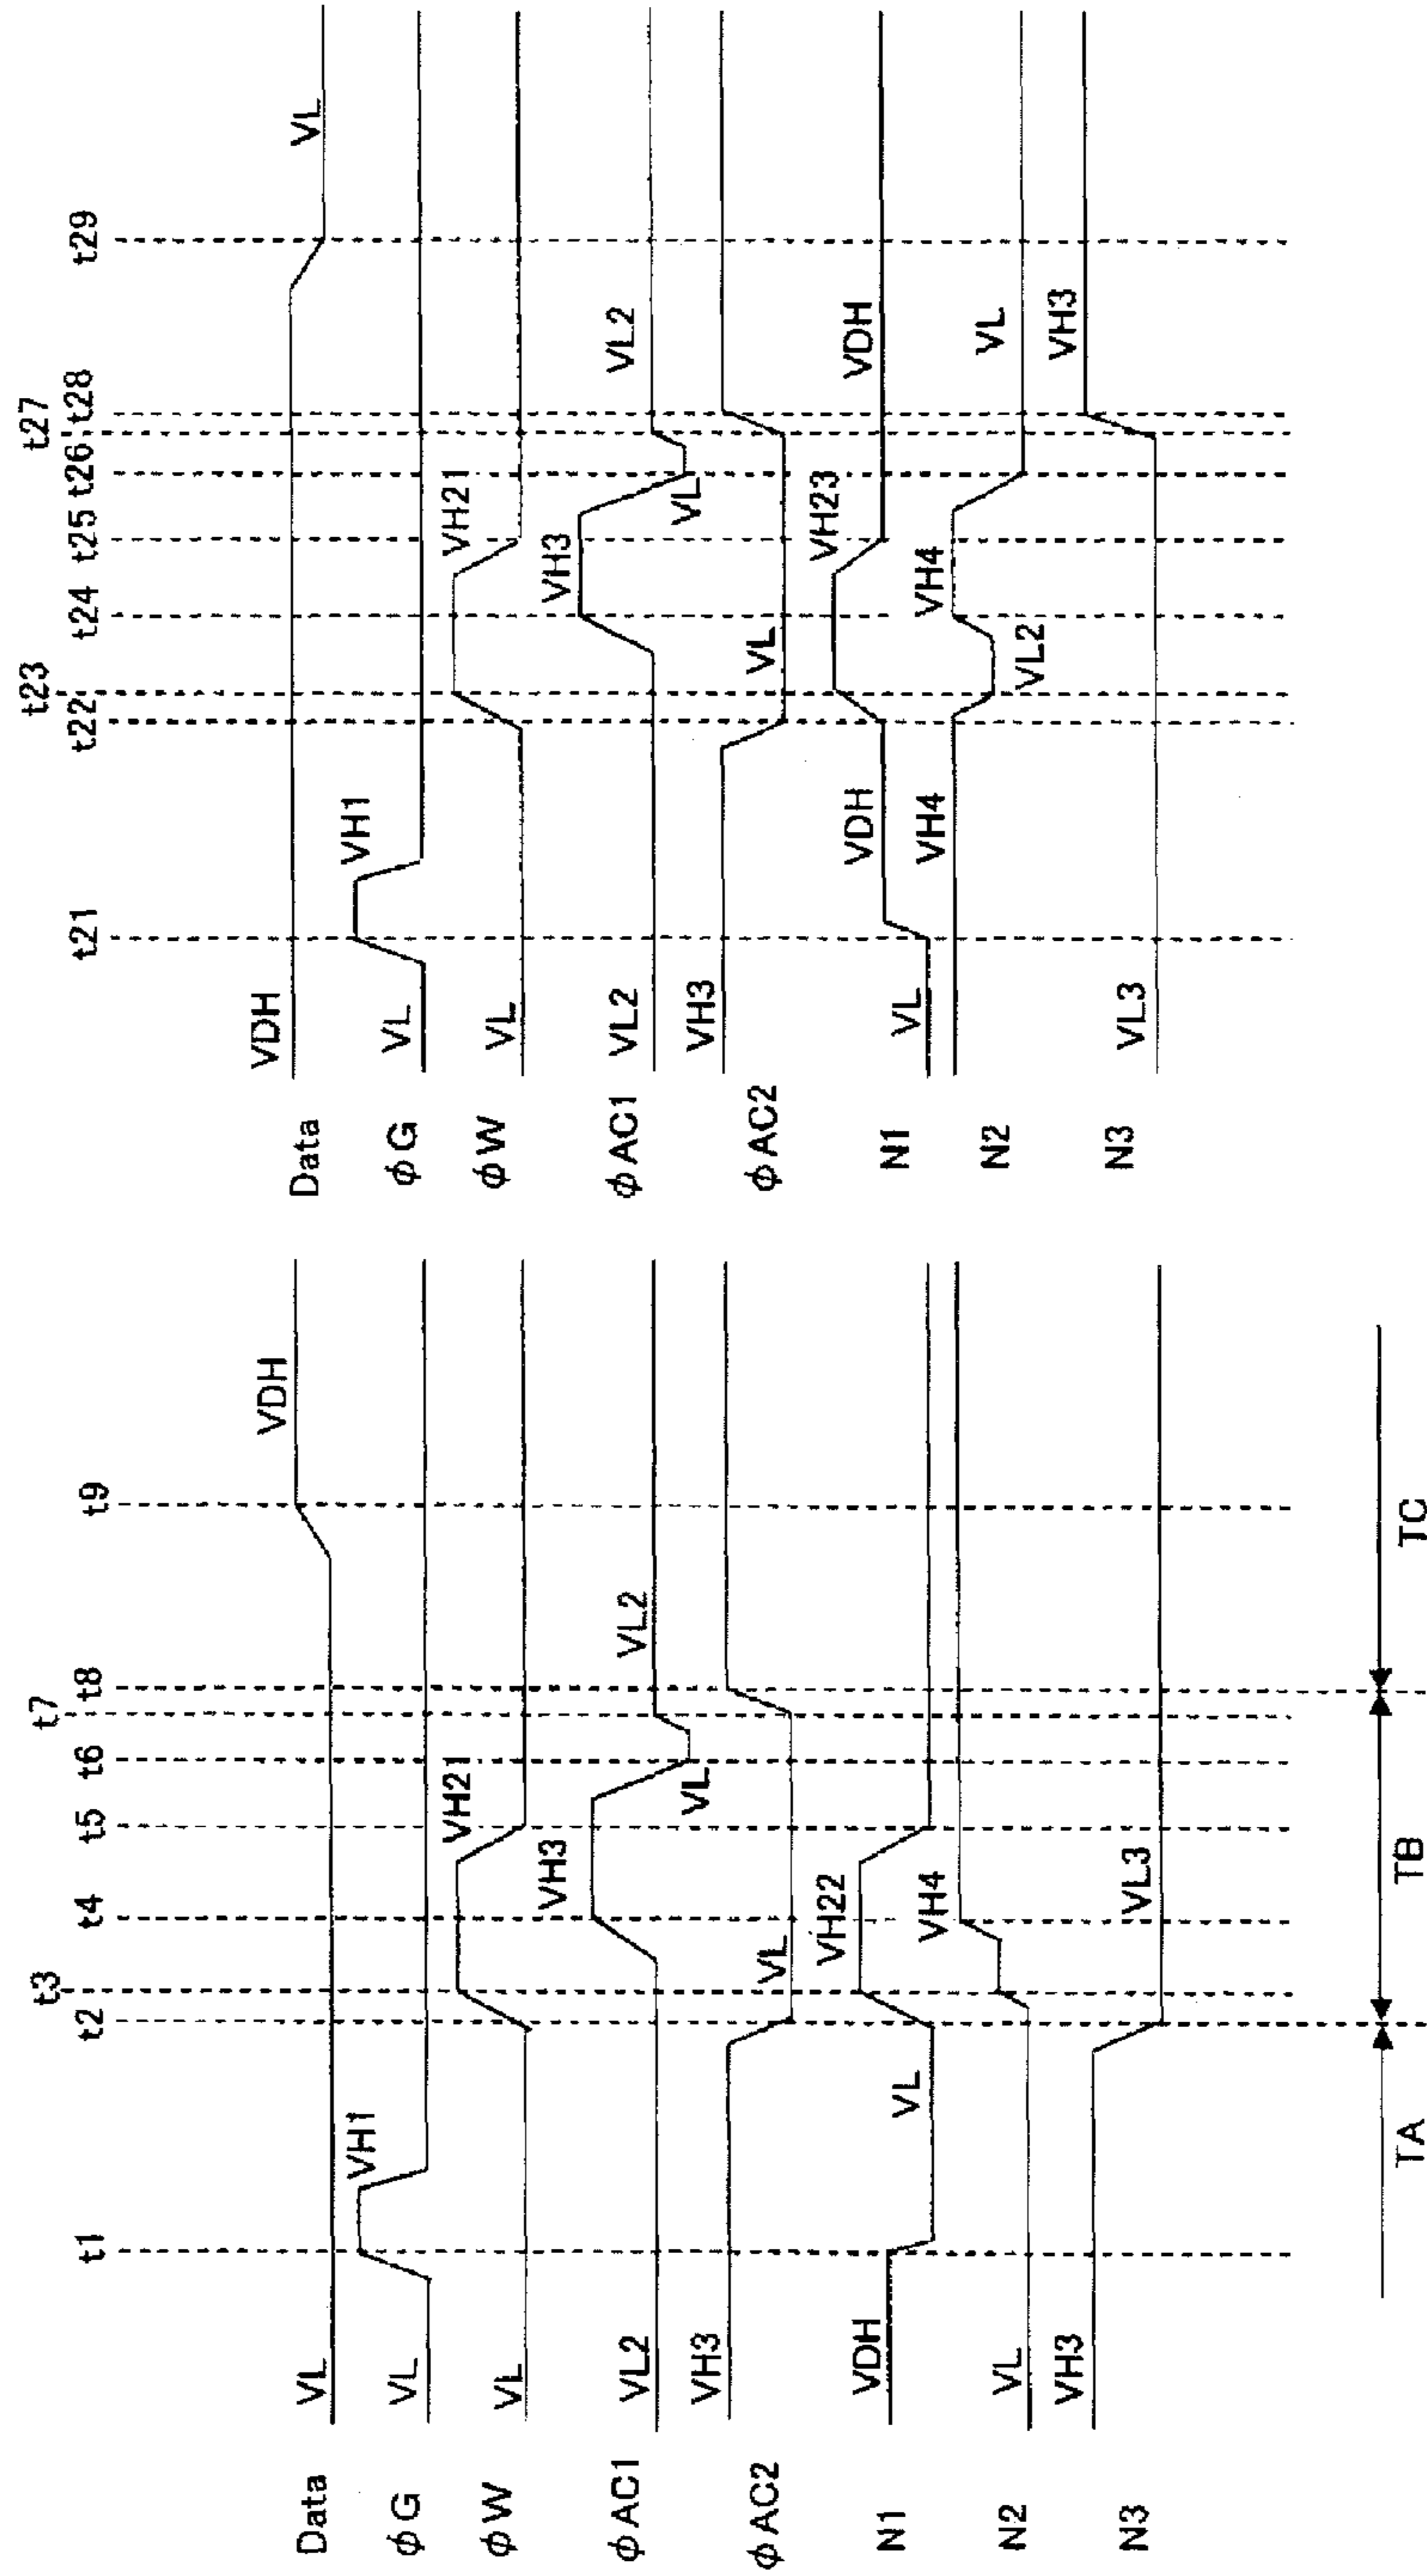 t1 t2 t3 t4 t5 t6 t7 t8 t9
Data VL VDH
φG VL VH1
φW VL VH21
φAC1 VL2 VH3 VL VL2
φAC2 VH3 VL
N1 VDH VL VH22
N2 VL VH4
N3 VH3 VL3
TA TB TC
t21 t22 t23 t24 t25 t26 t27 t28 t29
Data VDH VL
φG VL VH1
φW VL VH21
φAC1 VL2 VH3 VL VL2
φAC2 VH3 VL
N1 VL VDH VH23 VDH
N2 VH4 VL2 VH4 VL
N3 VL3 VH3